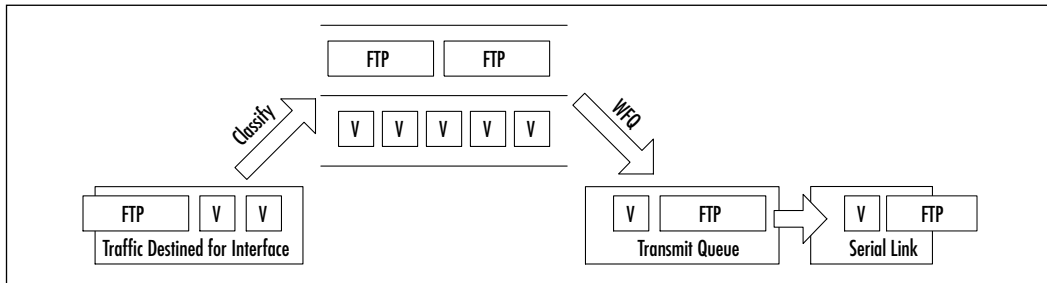 FTP FTP
Classify
V V V V V
WFQ
FTP V V
Traffic Destined for Interface
V FTP
Transmit Queue
V FTP
Serial Link